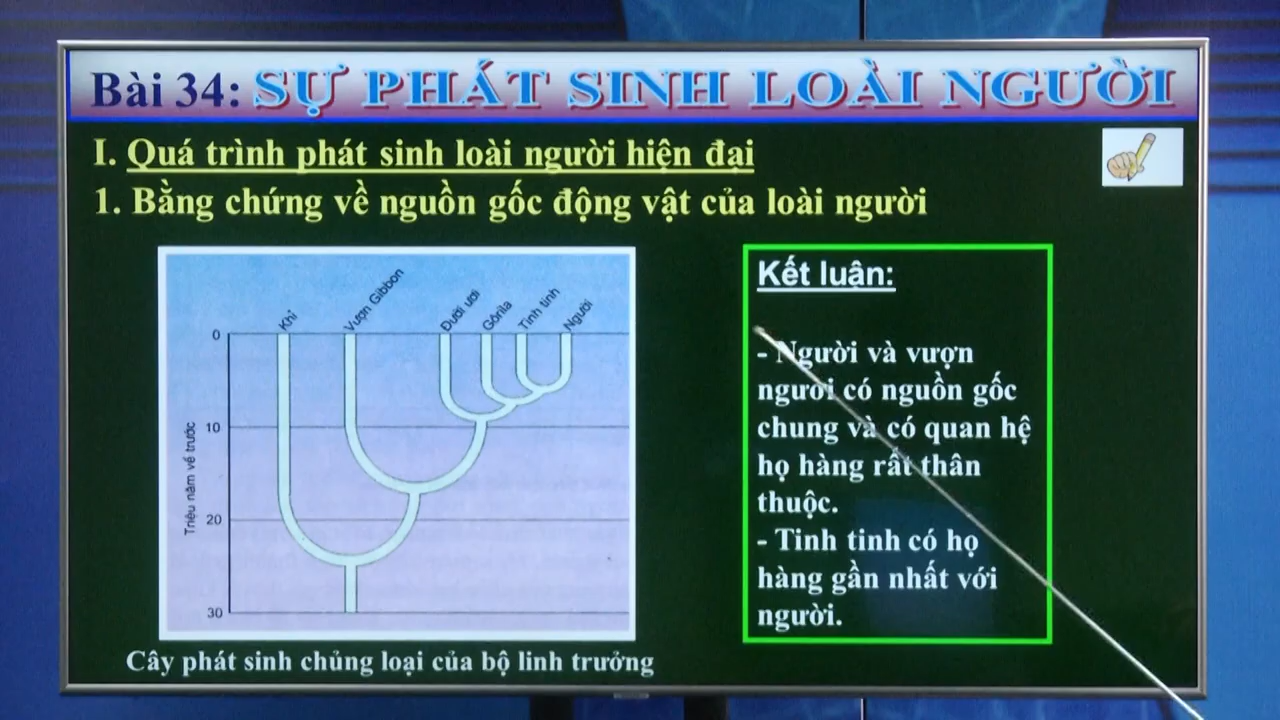 Bài 34: SỰ PHÁT SINH LOÀI NGƯỜI
I. Quá trình phát sinh loài người hiện đại
1. Bằng chứng về nguồn gốc động vật của loài người
Khỉ
Vượn Gibbon
Đười ươi
Gôrila
Tinh tinh
Người
0
10
20
30
Triệu năm về trước
Cây phát sinh chủng loại của bộ linh trưởng
Kết luận:
- Người và vượn
người có nguồn gốc
chung và có quan hệ
họ hàng rất thân
thuộc.
- Tinh tinh có họ
hàng gần nhất với
người.